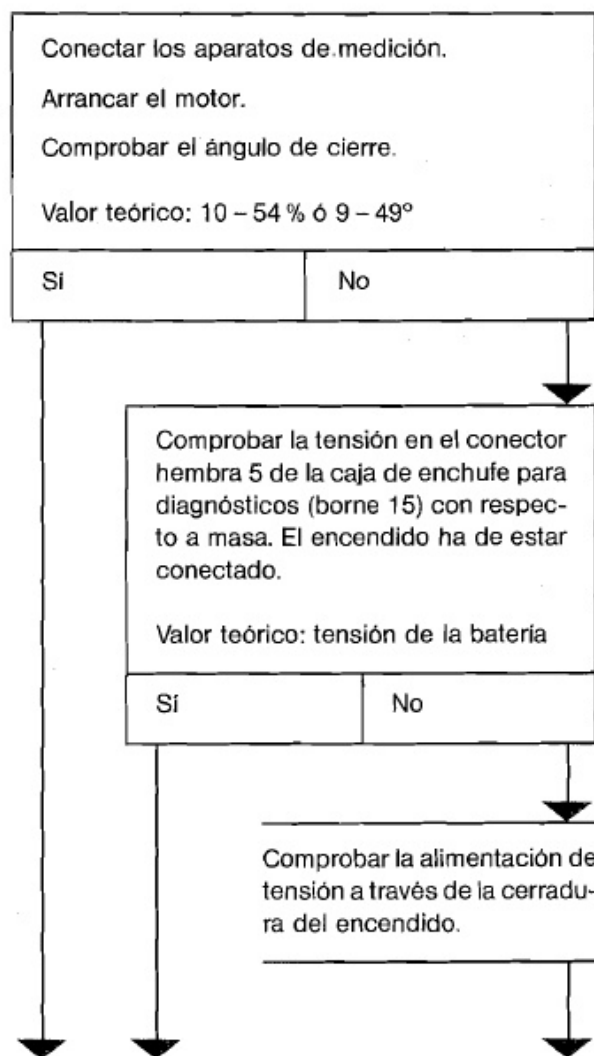 Conectar los aparatos de medición.
Arrancar el motor.
Comprobar el ángulo de cierre.
Valor teórico: 10 – 54 % ó 9 – 49°
Sí
No
Comprobar la tensión en el conector
hembra 5 de la caja de enchufe para
diagnósticos (borne 15) con respec-
to a masa. El encendido ha de estar
conectado.
Valor teórico: tensión de la batería
Sí
No
Comprobar la alimentación de
tensión a través de la cerradu-
ra del encendido.